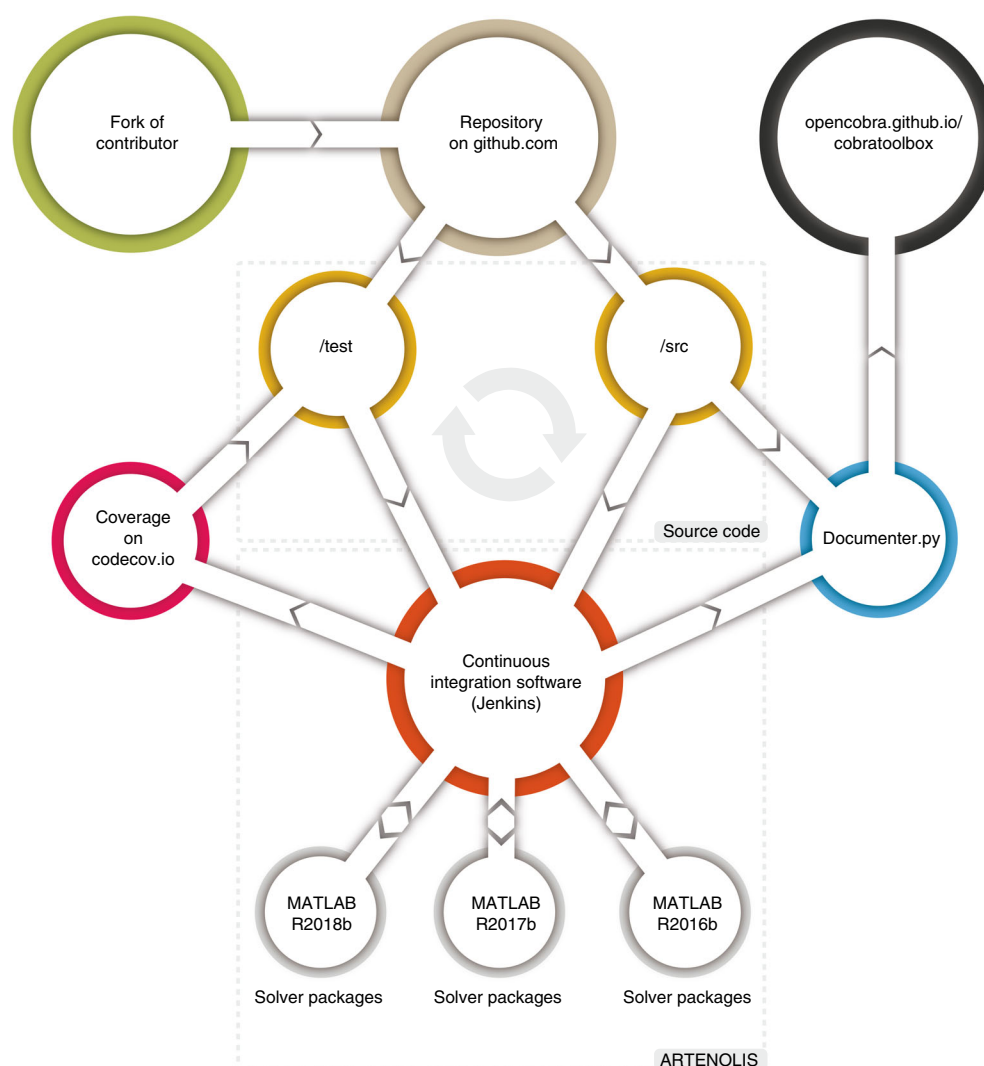 Fork of
contributor
Repository
on github.com
opencobra.github.io/
cobratoolbox
/test
/src
Coverage
on
codecov.io
Source code
Documenter.py
Continuous
integration software
(Jenkins)
MATLAB
R2018b
MATLAB
R2017b
MATLAB
R2016b
Solver packages
Solver packages
Solver packages
ARTENOLIS